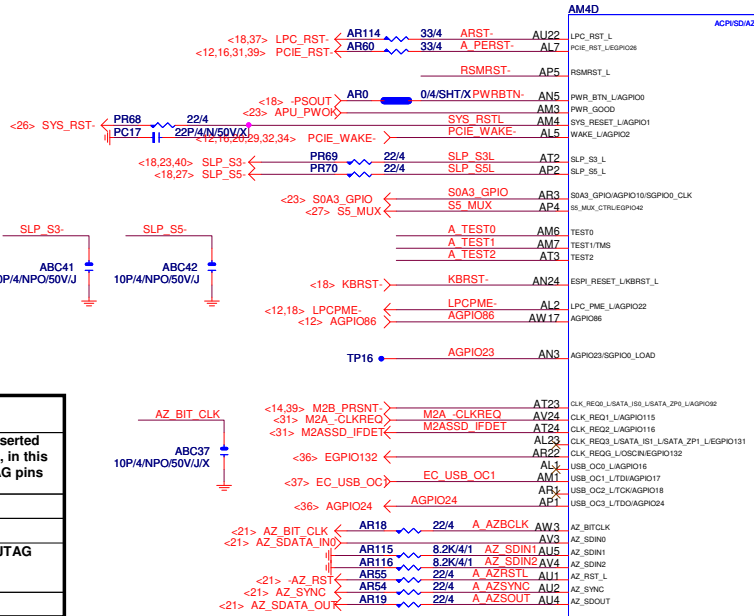 AM4D
ACPI/SD/AZ
<18,37> LPC_RST- AR114 33/4 ARST- AU22 LPC_RST_L
<12,16,31,39> PCIE_RST- AR60 33/4 A_PERST- AL7 PCIE_RST_L/EGPIO26
RSMRST- AP5 RSMRST_L
<18> -PSOUT AR0 0/4/SHT/X PWRBTN- AN5 PWR_BTN_L/AGPIO0
<23> APU_PWOK AM3 PWR_GOOD
<26> SYS_RST- PR68 22/4 SYS_RSTL AM4 SYS_RESET_L/AGPIO1
PC17 22P/4/N/50V/X PCIE_WAKE- PCIE_WAKE- AL5 WAKE_L/AGPIO2
<18,23,40> SLP_S3- PR69 22/4 SLP_S3L AT2 SLP_S3_L
<18,27> SLP_S5- PR70 22/4 SLP_S5L AP2 SLP_S5_L
<23> S0A3_GPIO S0A3_GPIO AR3 S0A3_GPIO/AGPIO10/SGPIO0_CLK
<27> S5_MUX S5_MUX AP4 S5_MUX_CTRL/EGPIO42
SLP_S3- SLP_S5-
A_TEST0 AM6 TEST0
A_TEST1 AM7 TEST1/TMS
A_TEST2 AT3 TEST2
ABC41 ABC42
0P/4/NPO/50V/J 10P/4/NPO/50V/J
<18> KBRST- KBRST- AN24 ESPI_RESET_L/KBRST_L
<12,18> LPCPME- LPCPME- AL2 LPC_PME_L/AGPIO22
<12> AGPIO86 AGPIO86 AW17 AGPIO86
TP16 AGPIO23 AN3 AGPIO23/SGPIO0_LOAD
<14,39> M2B_PRSNT- AT23 CLK_REQ0_L/SATA_IS0_L/SATA_ZP0_L/AGPIO92
<31> M2A_-CLKREQ M2A_-CLKREQ AV24 CLK_REQ1_L/AGPIO115
<31> M2ASSD_IFDET M2ASSD_IFDET AT24 CLK_REQ2_L/AGPIO116
AL23 CLK_REQ3_L/SATA_IS1_L/SATA_ZP1_L/EGPIO131
<36> EGPIO132 AR22 CLK_REQG_L/OSCIN/EGPIO132
AL1 USB_OC0_L/AGPIO16
<37> EC_USB_OC1 EC_USB_OC1 AM1 USB_OC1_L/TDI/AGPIO17
AR1 USB_OC2_L/TCK/AGPIO18
<36> AGPIO24 AGPIO24 AP1 USB_OC3_L/TDO/AGPIO24
AZ_BIT_CLK
ABC37
10P/4/NPO/50V/J/X
serted
, in this
AG pins
JTAG
<21> AZ_BIT_CLK AR18 22/4 A_AZBCLK AW3 AZ_BITCLK
<21> AZ_SDATA_IN0 AV3 AZ_SDIN0
AR115 8.2K/4/1 AZ_SDIN1 AU5 AZ_SDIN1
AR116 8.2K/4/1 AZ_SDIN2 AV4 AZ_SDIN2
<21> -AZ_RST AR55 22/4 A_AZRSTL AU1 AZ_RST_L
<21> AZ_SYNC AR54 22/4 A_AZSYNC AU2 AZ_SYNC
<21> AZ_SDATA_OUT AR19 22/4 A_AZSOUT AU4 AZ_SDOUT